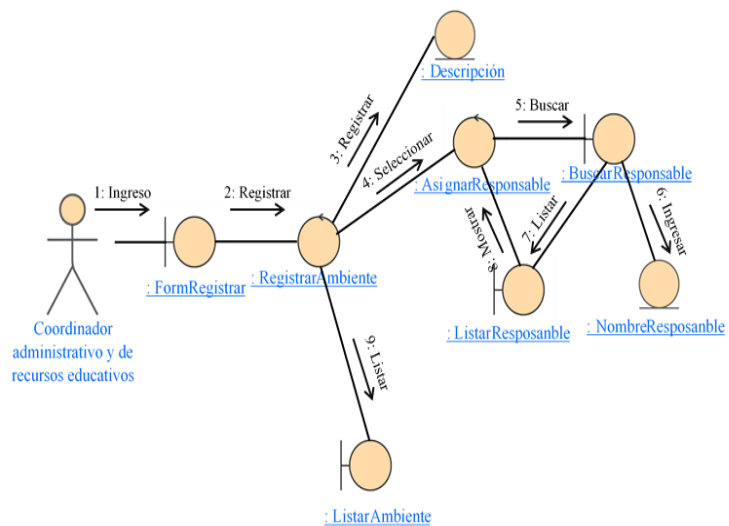 : Descripción
5: Buscar
3: Registrar
4: Seleccionar
: AsignarResponsable
: BuscarResponsable
1: Ingreso
2: Registrar
6: Ingresar
7: Listar
8: Mostrar
: FormRegistrar
: RegistrarAmbiente
: ListarResposanble
: NombreResposanble
Coordinador
administrativo y de
recursos educativos
9: Listar
: ListarAmbiente